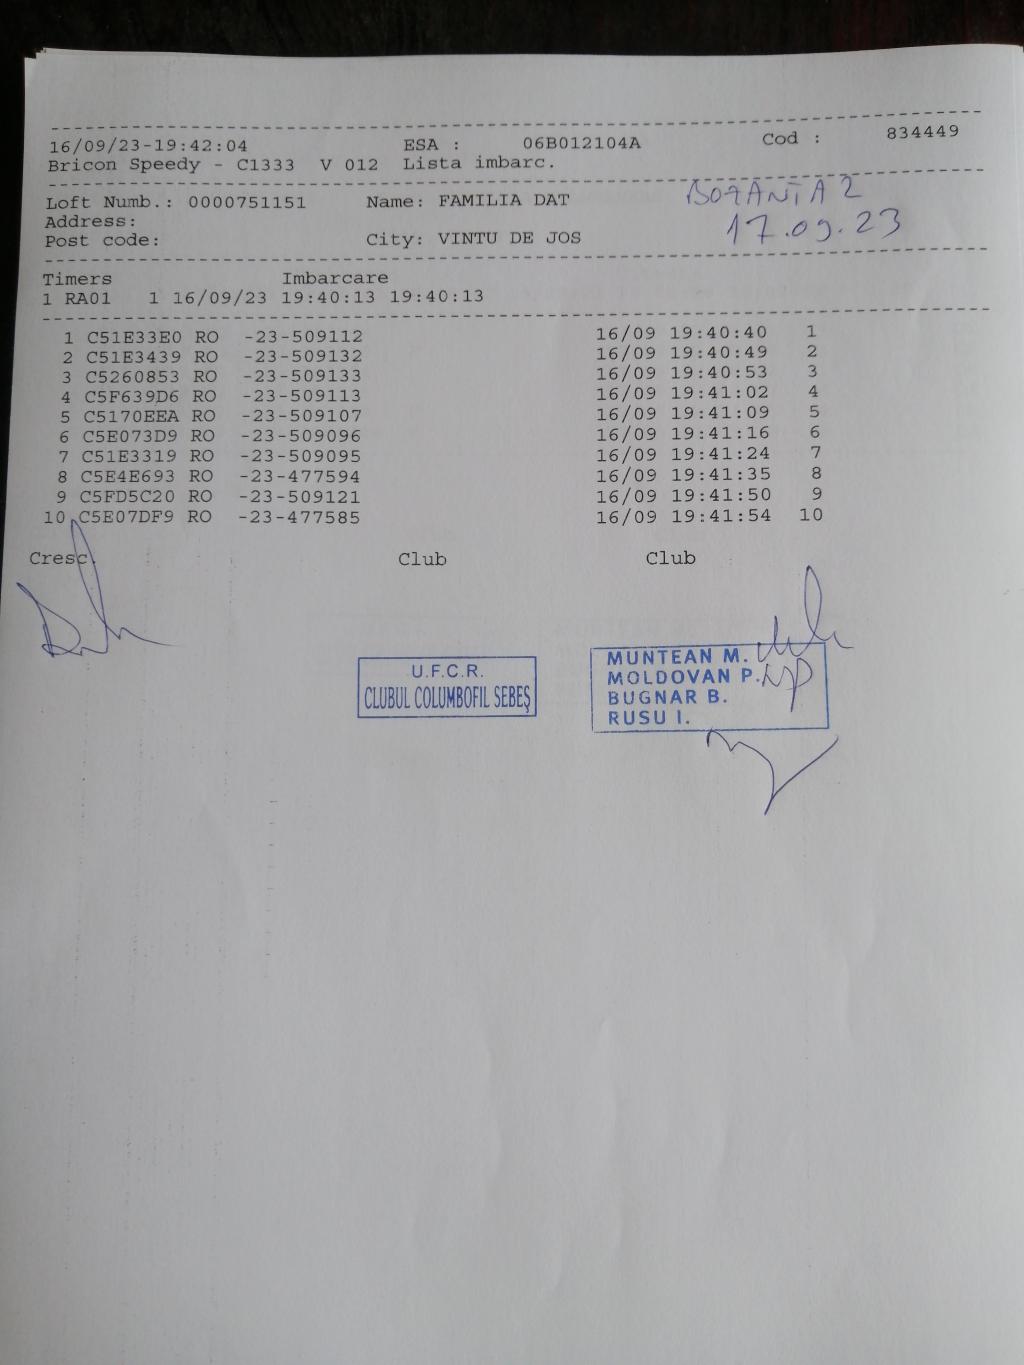 16/09/23-19:42:04 ESA : 06B012104A Cod : 834449
Bricon Speedy - C1333 V 012 Lista imbarc.
Loft Numb.: 0000751151 Name: FAMILIA DAT
Address:
Post code: City: VINTU DE JOS
17.09.23
Timers Imbarcare
1 RA01 1 16/09/23 19:40:13 19:40:13
1 C51E33E0 RO -23-509112 16/09 19:40:40 1
2 C51E3439 RO -23-509132 16/09 19:40:49 2
3 C5260853 RO -23-509133 16/09 19:40:53 3
4 C5F639D6 RO -23-509113 16/09 19:41:02 4
5 C5170EEA RO -23-509107 16/09 19:41:09 5
6 C5E073D9 RO -23-509096 16/09 19:41:16 6
7 C51E3319 RO -23-509095 16/09 19:41:24 7
8 C5E4E693 RO -23-477594 16/09 19:41:35 8
9 C5FD5C20 RO -23-509121 16/09 19:41:50 9
10 C5E07DF9 RO -23-477585 16/09 19:41:54 10
Cresc. Club Club
U.F.C.R.
CLUBUL COLUMBOFIL SEBEȘ
MUNTEAN M.
MOLDOVAN P.
BUGNAR B.
RUSU I.